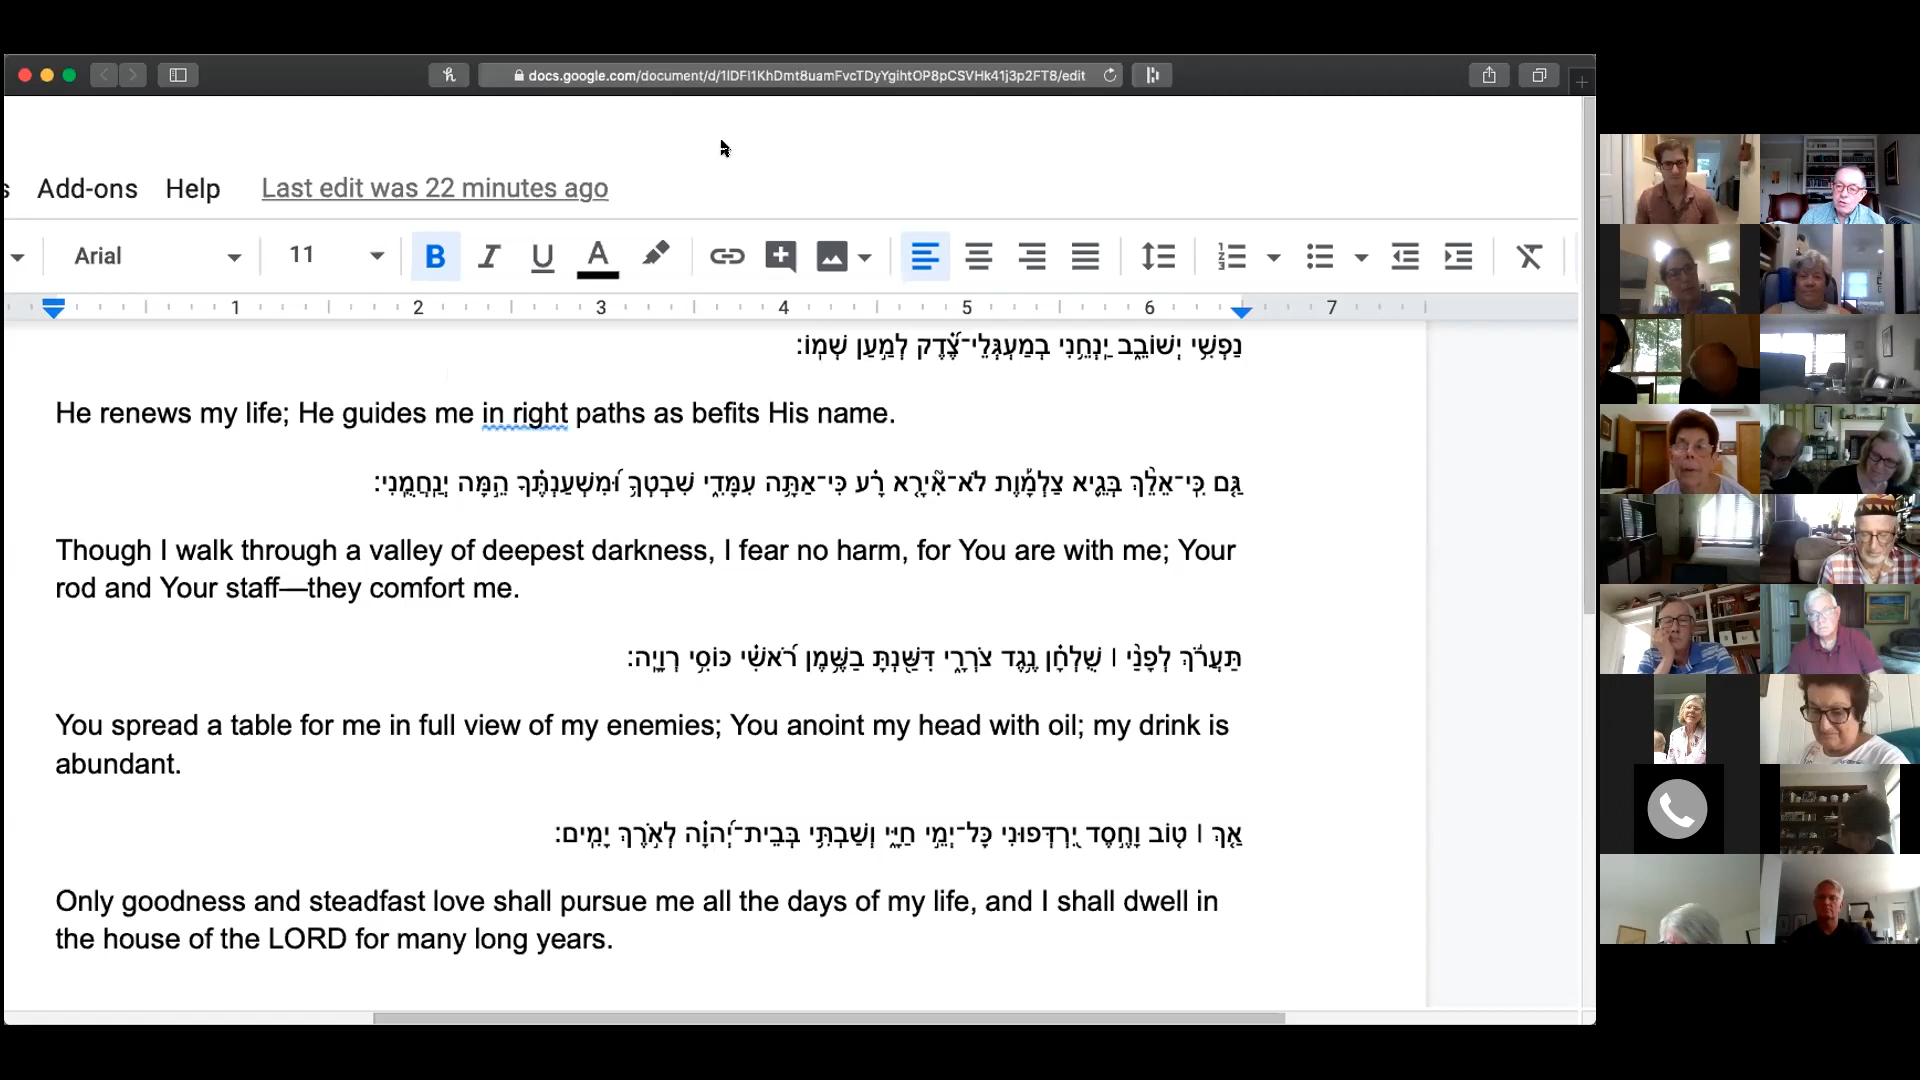 docs.google.com/document/d/1lDFl1KhDmt8uamFvcTDyYgihtOP8pCSVHk41j3p2FT8/edit
s Add-ons Help Last edit was 22 minutes ago
Arial 11 B I U A
1 2 3 4 5 6 7
נַפְשִׁ֥י יְשׁוֹבֵ֑ב יַֽנְחֵ֥נִי בְמַעְגְּלֵי־צֶ֝֗דֶק לְמַ֣עַן שְׁמֽוֹ׃
He renews my life; He guides me in right paths as befits His name.
גַּ֤ם כִּֽי־אֵלֵ֨ךְ בְּגֵ֪יא צַלְמָ֡וֶת לֹא־אִ֘ירָ֤א רָ֗ע כִּי־אַתָּ֥ה עִמָּדִ֑י שִׁבְטְךָ֥ וּ֝מִשְׁעַנְתֶּ֗ךָ הֵ֣מָּה יְנַֽחֲמֻֽנִי׃
Though I walk through a valley of deepest darkness, I fear no harm, for You are with me; Your
rod and Your staff—they comfort me.
תַּעֲרֹ֬ךְ לְפָנַ֨י ׀ שֻׁלְחָ֗ן נֶ֥גֶד צֹרְרָ֑י דִּשַּׁ֖נְתָּ בַשֶּׁ֥מֶן רֹ֝אשִׁ֗י כּוֹסִ֥י רְוָיָֽה׃
You spread a table for me in full view of my enemies; You anoint my head with oil; my drink is
abundant.
אַ֤ךְ ׀ ט֤וֹב וָחֶ֣סֶד יִ֭רְדְּפוּנִי כָּל־יְמֵ֣י חַיָּ֑י וְשַׁבְתִּ֥י בְּבֵית־יְ֝הוָ֗ה לְאֹ֣רֶךְ יָמִֽים׃
Only goodness and steadfast love shall pursue me all the days of my life, and I shall dwell in
the house of the LORD for many long years.